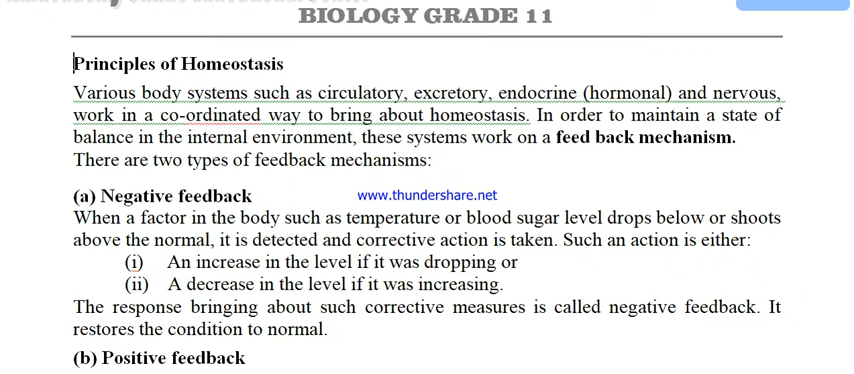 BIOLOGY GRADE 11
Principles of Homeostasis
Various body systems such as circulatory, excretory, endocrine (hormonal) and nervous,
work in a co-ordinated way to bring about homeostasis. In order to maintain a state of
balance in the internal environment, these systems work on a feed back mechanism.
There are two types of feedback mechanisms:
(a) Negative feedback www.thundershare.net
When a factor in the body such as temperature or blood sugar level drops below or shoots
above the normal, it is detected and corrective action is taken. Such an action is either:
(i) An increase in the level if it was dropping or
(ii) A decrease in the level if it was increasing.
The response bringing about such corrective measures is called negative feedback. It
restores the condition to normal.
(b) Positive feedback